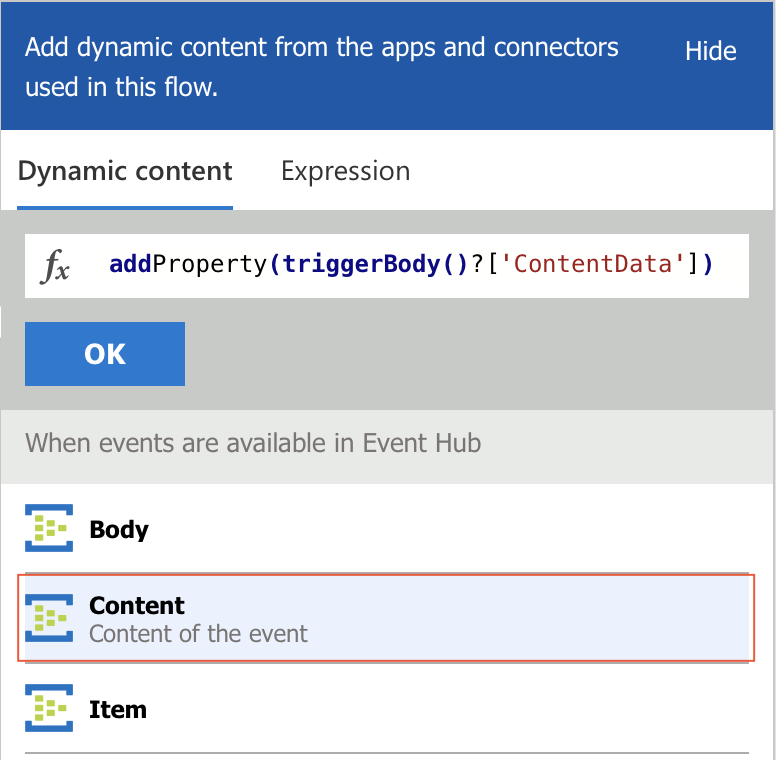 Add dynamic content from the apps and connectors
Hide
used in this flow.
Dynamic content
Expression
fx
addProperty(triggerBody()?['ContentData'])
OK
When events are available in Event Hub
Body
Content
Content of the event
Item